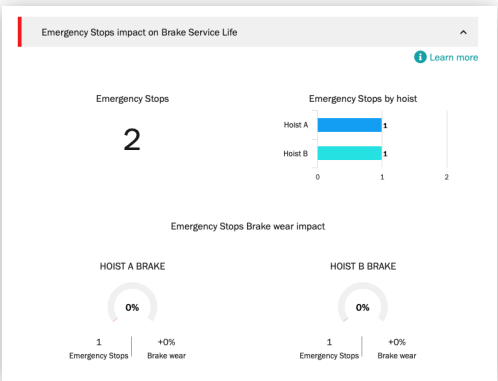 Emergency Stops impact on Brake Service Life
Learn more
Emergency Stops
2
Emergency Stops by hoist
Hoist A
1
Hoist B
1
0 1 2
Emergency Stops Brake wear impact
HOIST A BRAKE
0%
1 +0%
Emergency Stops Brake wear
HOIST B BRAKE
0%
1 +0%
Emergency Stops Brake wear